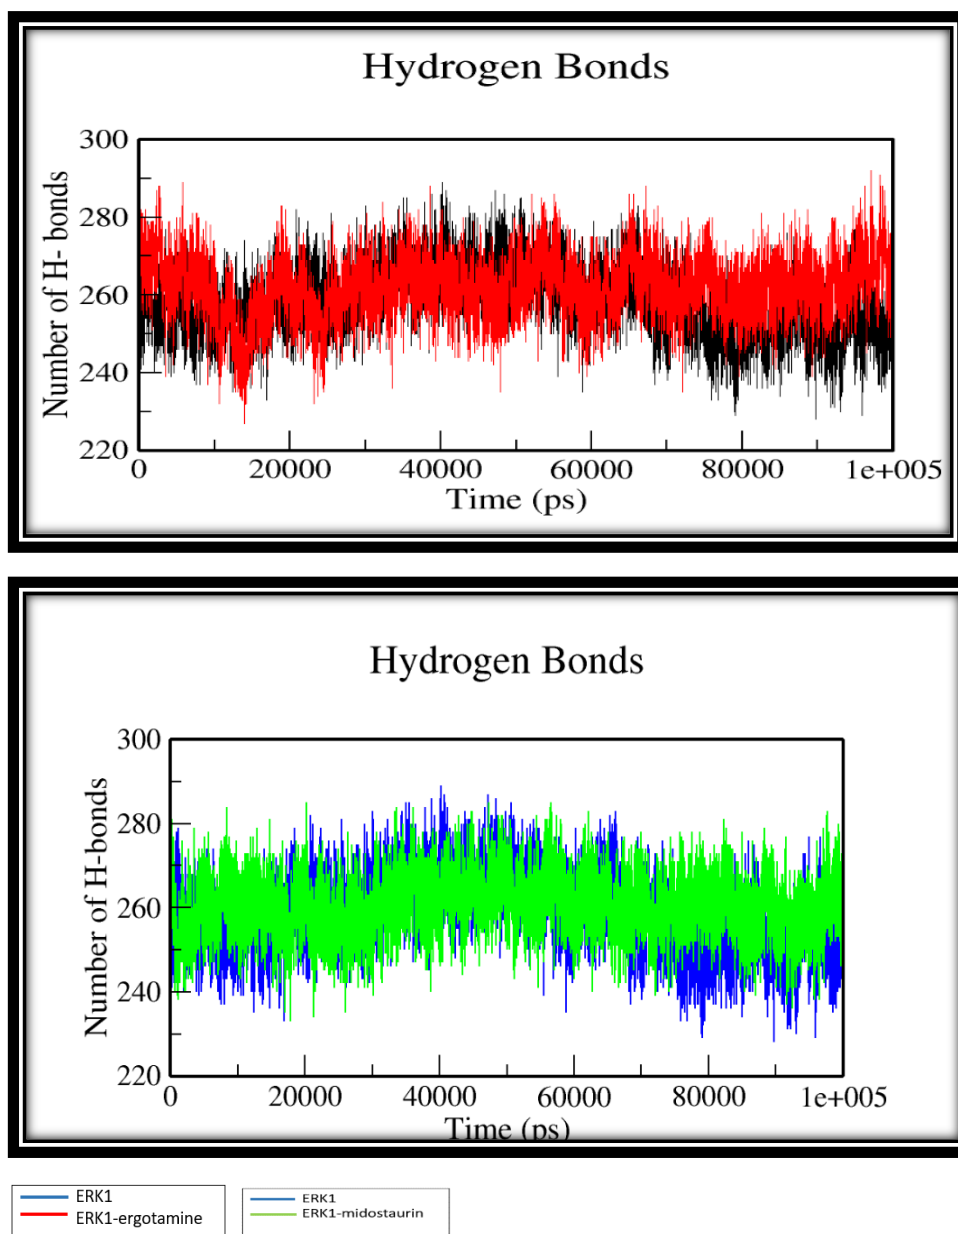 Hydrogen Bonds
Number of H- bonds
300
280
260
240
220
0 20000 40000 60000 80000 1e+005
Time (ps)
Hydrogen Bonds
Number of H-bonds
300
280
260
240
220
0 20000 40000 60000 80000 1e+005
Time (ps)
ERK1
ERK1-ergotamine
ERK1
ERK1-midostaurin